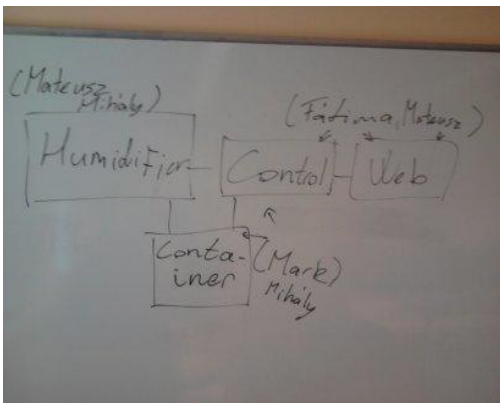 (Mateusz
Mihály)
(Fátima, Mateusz)
Humidifier
Control
Web
Conta-
iner
(Mark)
Mihály